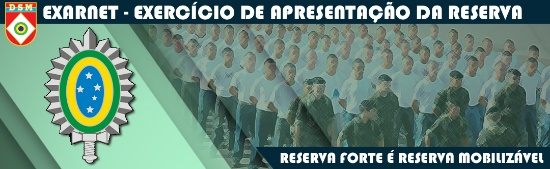 DSM
EXARNET - EXERCÍCIO DE APRESENTAÇÃO DA RESERVA
RESERVA FORTE É RESERVA MOBILIZÁVEL